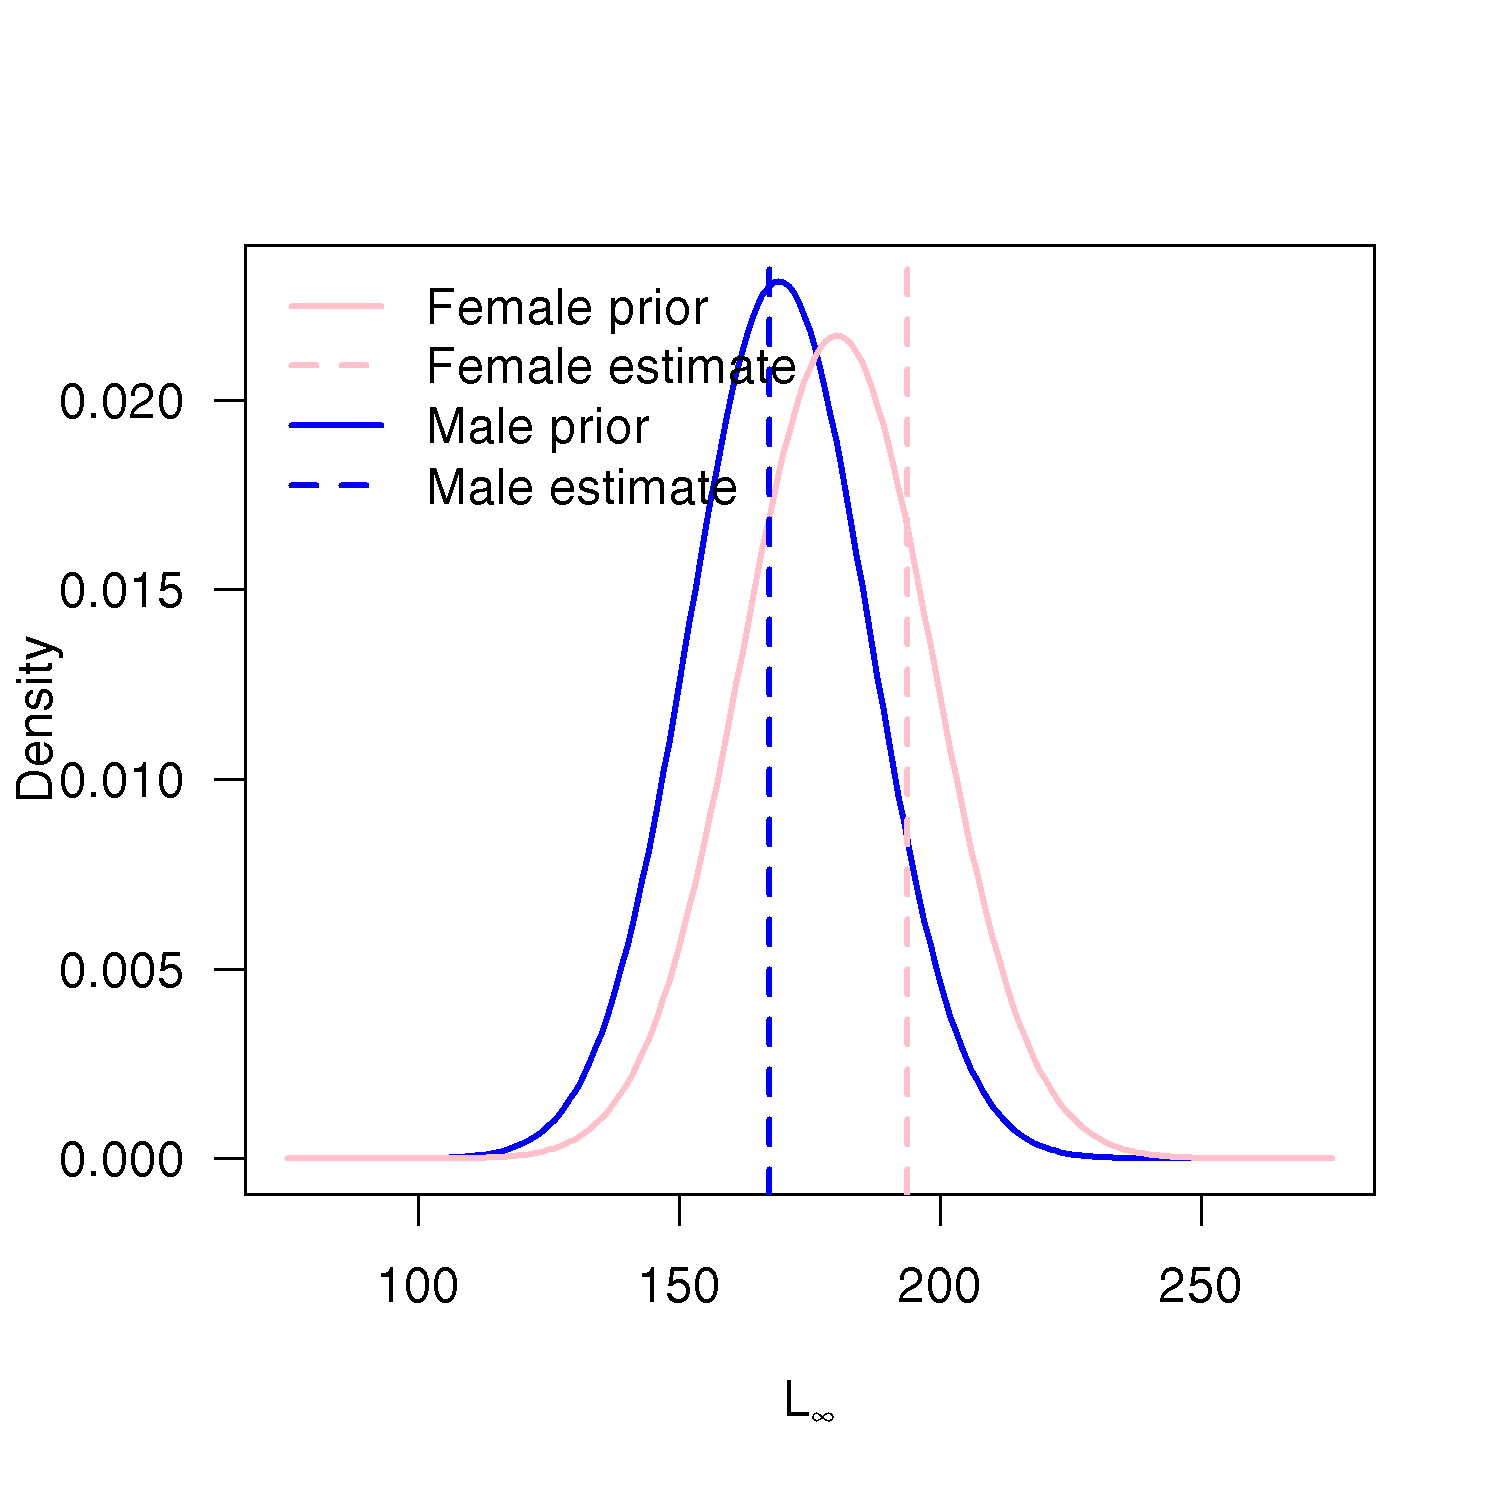 Female prior
Female estimate
Male prior
Male estimate
Density
0.020
0.015
0.010
0.005
0.000
100 150 200 250
L∞